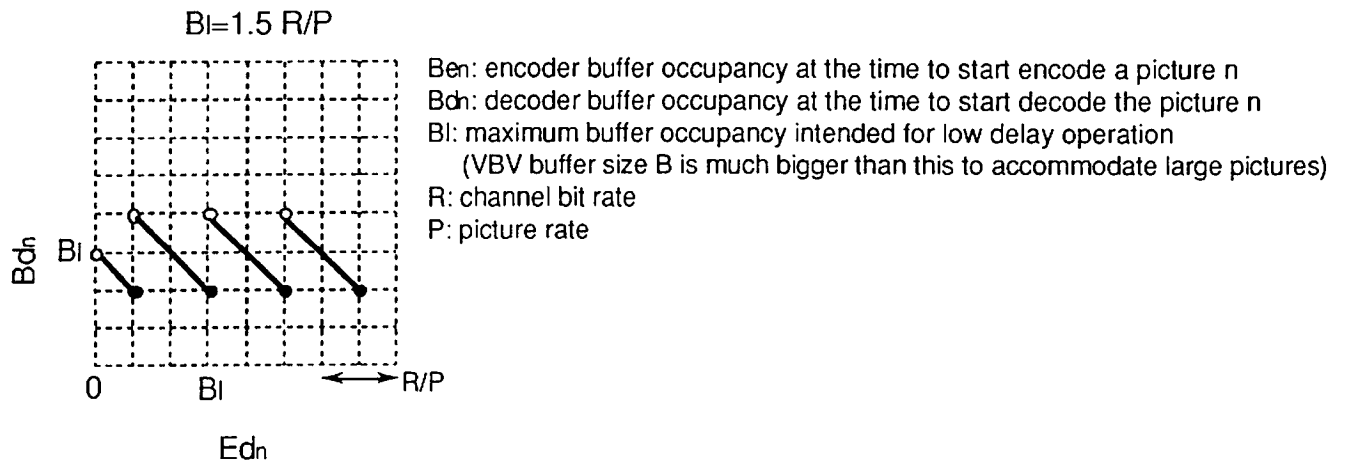 Bl=1.5 R/P
Ben: encoder buffer occupancy at the time to start encode a picture n
Bdn: decoder buffer occupancy at the time to start decode the picture n
Bl: maximum buffer occupancy intended for low delay operation
(VBV buffer size B is much bigger than this to accommodate large pictures)
R: channel bit rate
P: picture rate
Bdn
Bl
0
Bl
R/P
Edn